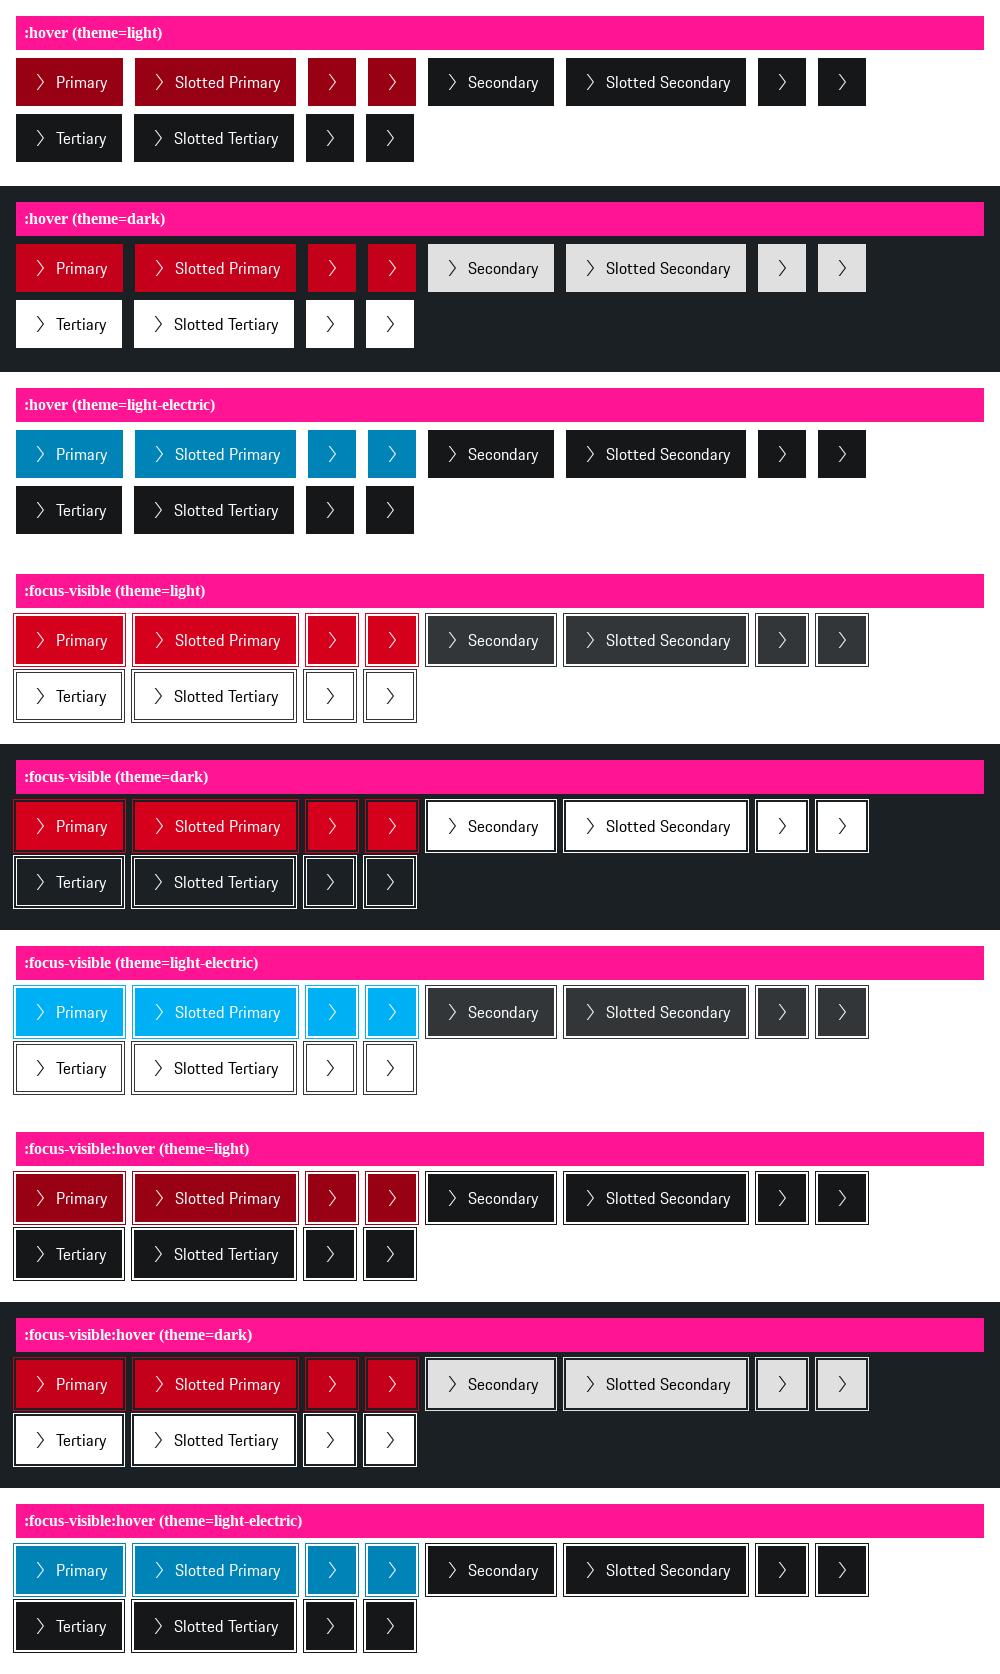 :hover (theme=light)
Primary Slotted Primary Secondary Slotted Secondary
Tertiary Slotted Tertiary
:hover (theme=dark)
Primary Slotted Primary Secondary Slotted Secondary
Tertiary Slotted Tertiary
:hover (theme=light-electric)
Primary Slotted Primary Secondary Slotted Secondary
Tertiary Slotted Tertiary
:focus-visible (theme=light)
Primary Slotted Primary Secondary Slotted Secondary
Tertiary Slotted Tertiary
:focus-visible (theme=dark)
Primary Slotted Primary Secondary Slotted Secondary
Tertiary Slotted Tertiary
:focus-visible (theme=light-electric)
Primary Slotted Primary Secondary Slotted Secondary
Tertiary Slotted Tertiary
:focus-visible:hover (theme=light)
Primary Slotted Primary Secondary Slotted Secondary
Tertiary Slotted Tertiary
:focus-visible:hover (theme=dark)
Primary Slotted Primary Secondary Slotted Secondary
Tertiary Slotted Tertiary
:focus-visible:hover (theme=light-electric)
Primary Slotted Primary Secondary Slotted Secondary
Tertiary Slotted Tertiary